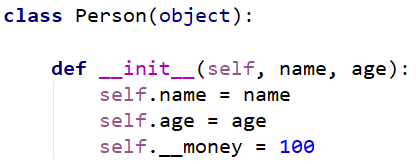 class Person(object):
    def __init__(self, name, age):
        self.name = name
        self.age = age
        self.__money = 100